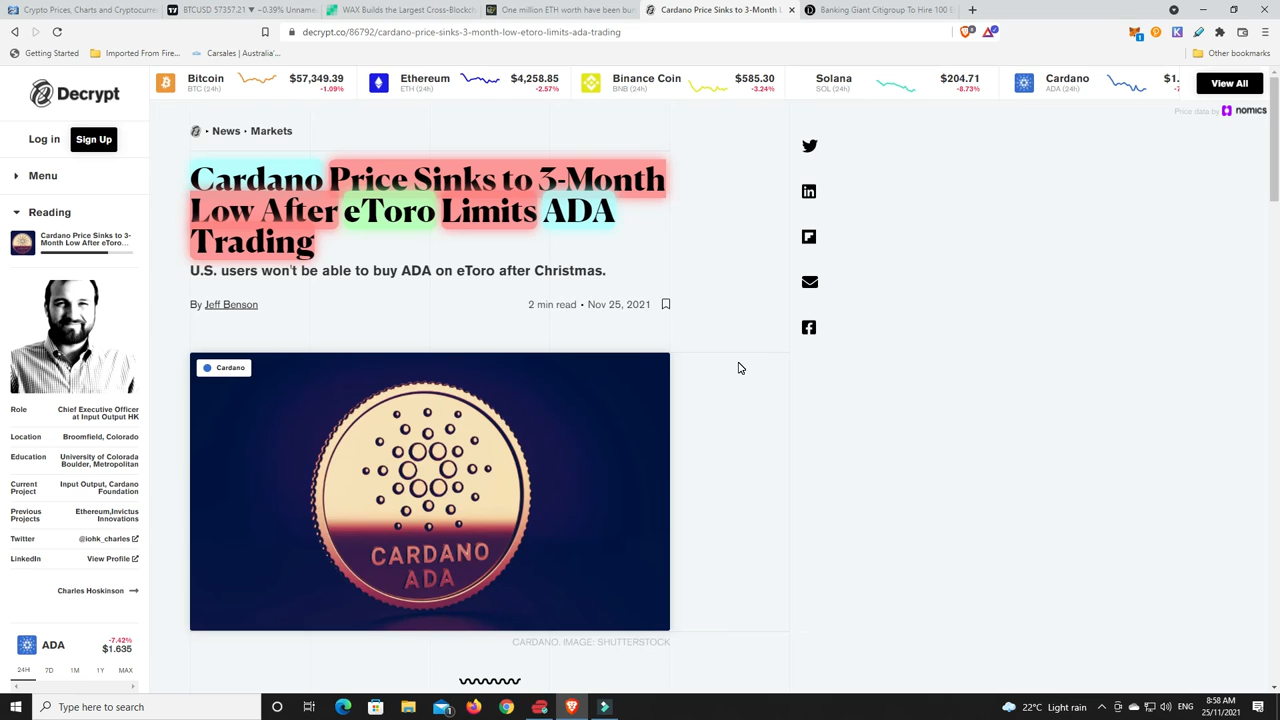 Crypto Prices, Charts and Cryptocurr
BTCUSD 57357.21 ▼ −0.39% Unname
WAX Builds the Largest Cross-Blockch
One million ETH worth have been bu
Cardano Price Sinks to 3-Month L
Banking Giant Citigroup To Hire 100 B
decrypt.co/86792/cardano-price-sinks-3-month-low-etoro-limits-ada-trading
Getting Started
Imported From Fire...
Carsales | Australia'...
Other bookmarks
Decrypt
Bitcoin
BTC (24h)
$57,349.39
-1.09%
Ethereum
ETH (24h)
$4,258.85
-2.57%
Binance Coin
BNB (24h)
$585.30
-3.24%
Solana
SOL (24h)
$204.71
-8.73%
Cardano
ADA (24h)
$1.
-7
View All
Price data by nomics
Log in
Sign Up
Menu
Reading
Cardano Price Sinks to 3-
Month Low After eToro...
• News • Markets
Cardano Price Sinks to 3-Month
Low After eToro Limits ADA
Trading
U.S. users won't be able to buy ADA on eToro after Christmas.
By Jeff Benson
2 min read • Nov 25, 2021
Cardano
CARDANO
ADA
CARDANO. IMAGE: SHUTTERSTOCK
Role
Chief Executive Officer
at Input Output HK
Location
Broomfield, Colorado
Education
University of Colorada
Boulder, Metropolitan
Current
Project
Input Output, Cardano
Foundation
Previous
Projects
Ethereum,Invictus
Innovations
Twitter
@iohk_charles
LinkedIn
View Profile
Charles Hoskinson
ADA
-7.42%
$1.635
24H
7D
1M
1Y
MAX
Type here to search
22°C Light rain
ENG
8:58 AM
25/11/2021